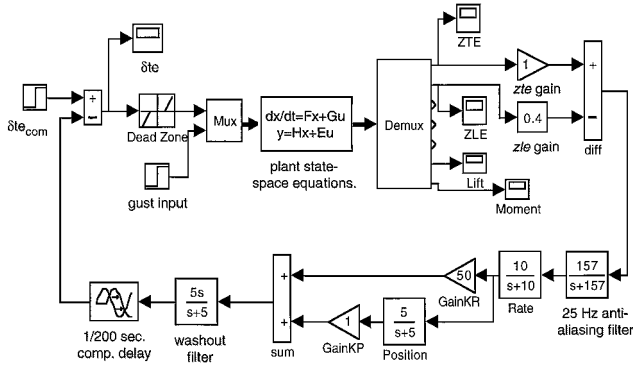 ZTE
δte
1
zte gain
+
−
diff
δte_com
+
−
Dead Zone
Mux
dx/dt=Fx+Gu
y=Hx+Eu
plant state-
space equations.
Demux
ZLE
0.4
zle gain
gust input
Lift
Moment
50
GainKR
10
s+10
Rate
157
s+157
25 Hz anti-
aliasing filter
5
s+5
Position
1
GainKP
+
+
sum
5s
s+5
washout
filter
1/200 sec.
comp. delay